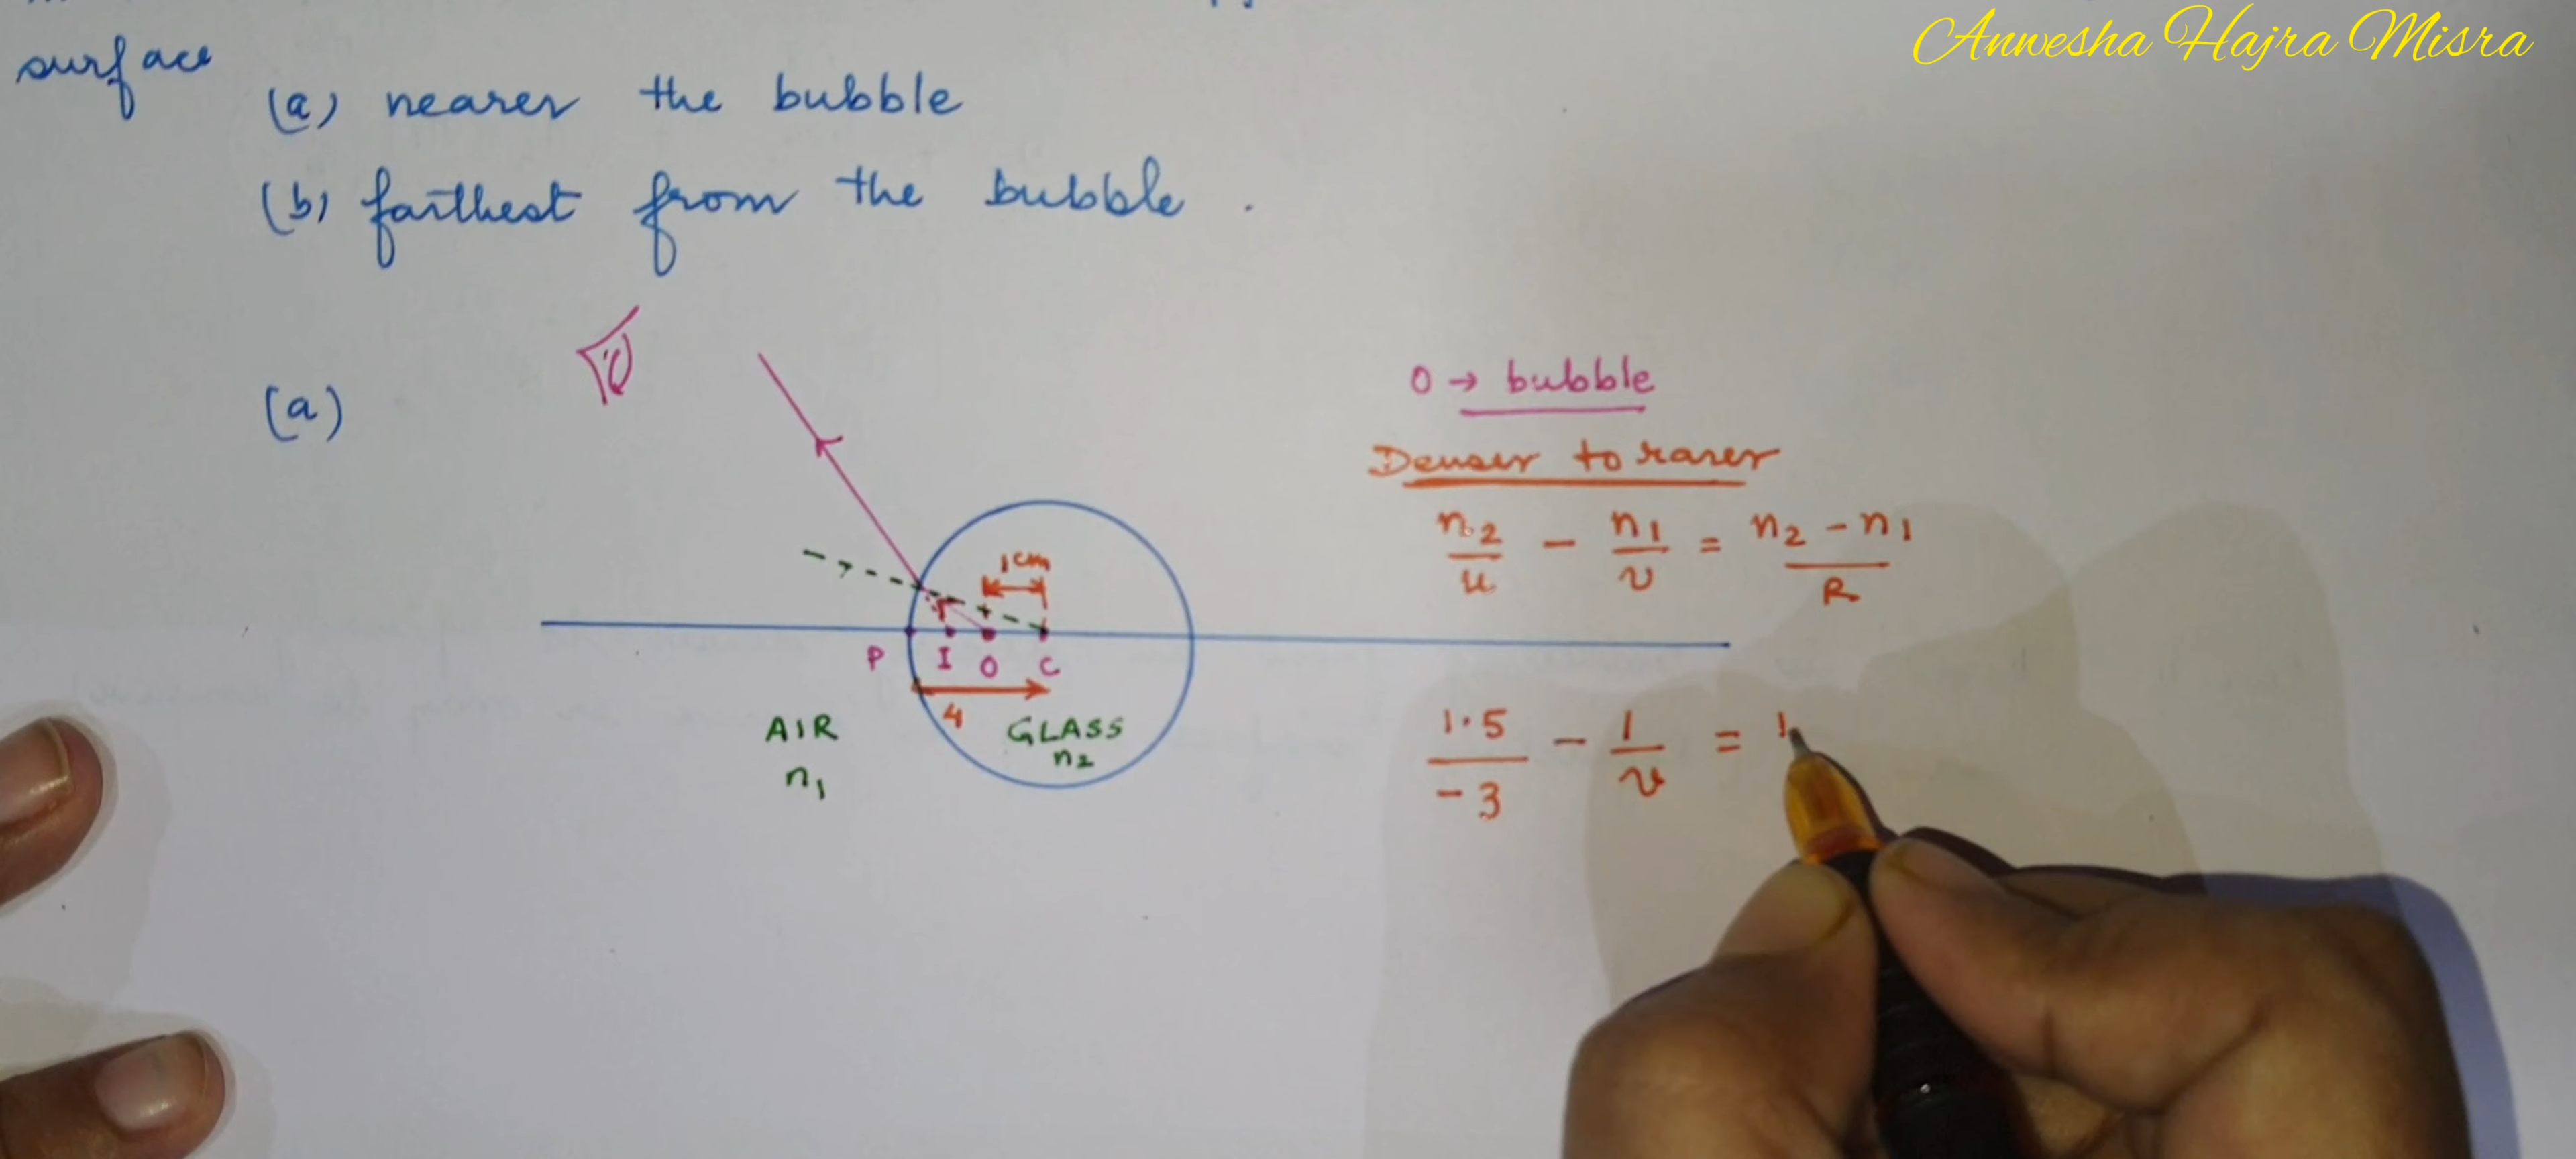 Anwesha Hajra Misra
surface
(a) nearer the bubble
(b) farthest from the bubble .
(a)
O → bubble
Denser to rarer
n2/u - n1/v = n2 - n1/R
1cm
P I O C
4
AIR
n1
GLASS
n2
1.5/-3 - 1/v = 1